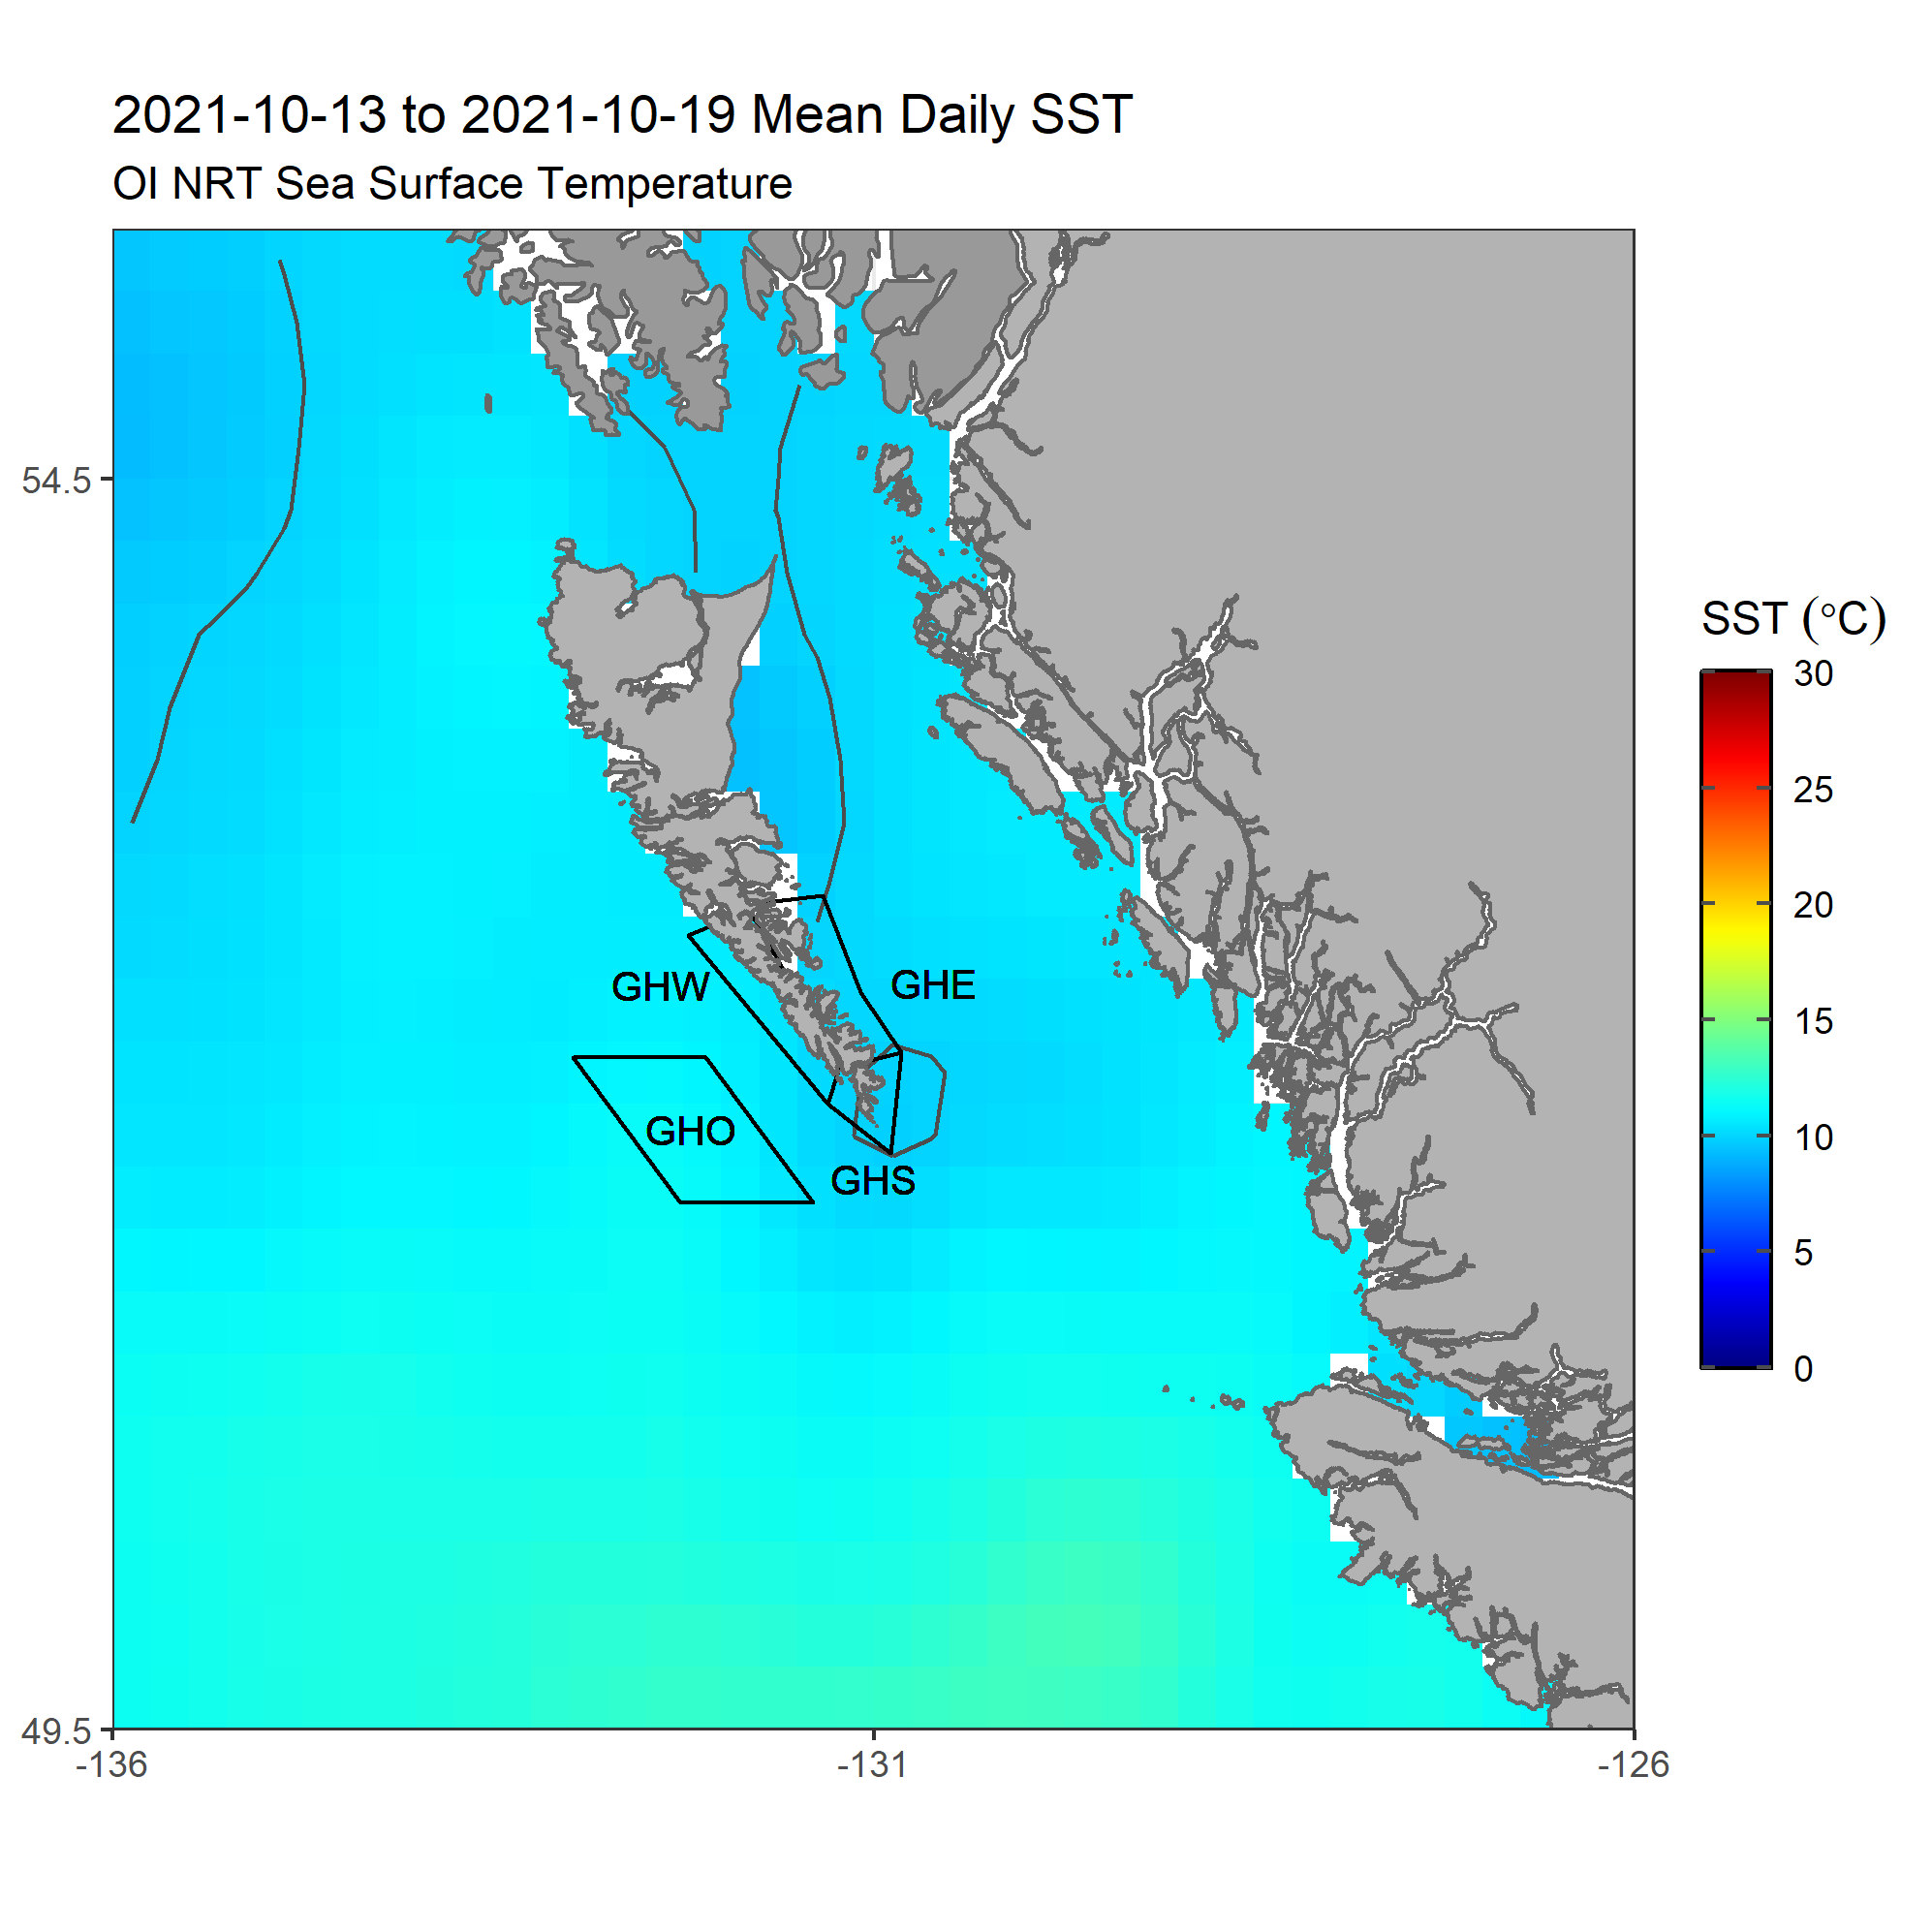 2021-10-13 to 2021-10-19 Mean Daily SST
OI NRT Sea Surface Temperature
54.5
49.5
-136
-131
-126
GHW
GHE
GHO
GHS
SST (°C)
30
25
20
15
10
5
0